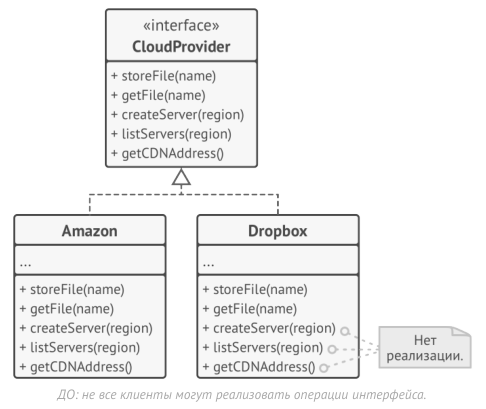 «interface»
CloudProvider
+ storeFile(name)
+ getFile(name)
+ createServer(region)
+ listServers(region)
+ getCDNAddress()
Amazon
...
+ storeFile(name)
+ getFile(name)
+ createServer(region)
+ listServers(region)
+ getCDNAddress()
Dropbox
...
+ storeFile(name)
+ getFile(name)
+ createServer(region)
+ listServers(region)
+ getCDNAddress()
Нет
реализации.
ДО: не все клиенты могут реализовать операции интерфейса.